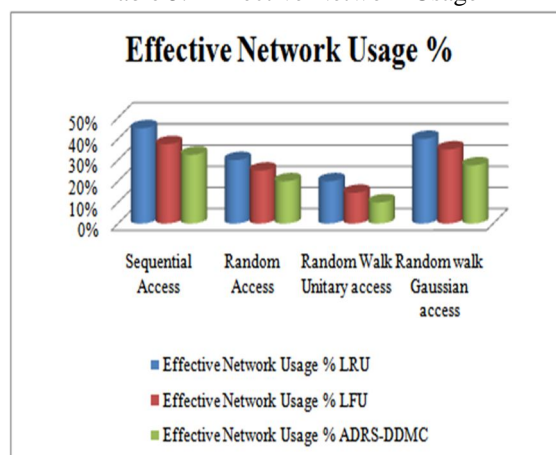 Effective Network Usage %
50%
40%
30%
20%
10%
0%
Sequential Access
Random Access
Random Walk Unitary access
Random walk Gaussian access
Effective Network Usage % LRU
Effective Network Usage % LFU
Effective Network Usage % ADRS-DDMC